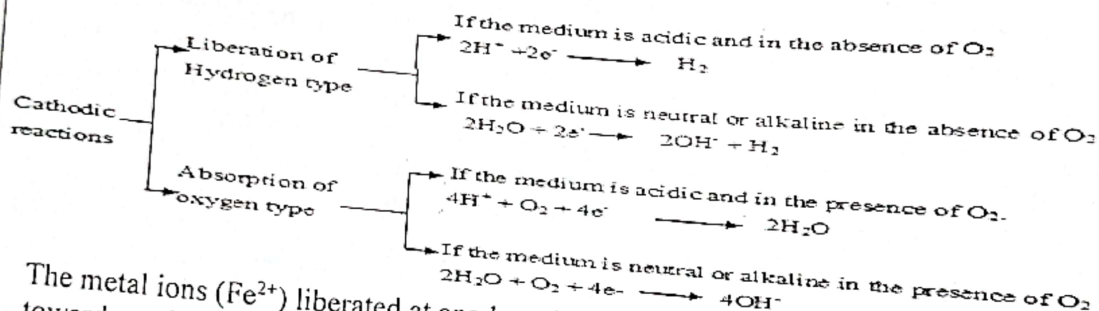 If the medium is acidic and in the absence of O₂
2H⁺ +2e⁻ → H₂
Liberation of
Hydrogen type
If the medium is neutral or alkaline in the absence of O₂
2H₂O + 2e⁻ → 2OH⁻ + H₂
Cathodic
reactions
Absorption of
oxygen type
If the medium is acidic and in the presence of O₂.
4H⁺ + O₂ + 4e⁻ → 2H₂O
If the medium is neutral or alkaline in the presence of O₂
2H₂O + O₂ + 4e- → 4OH⁻
The metal ions (Fe²⁺) liberated at